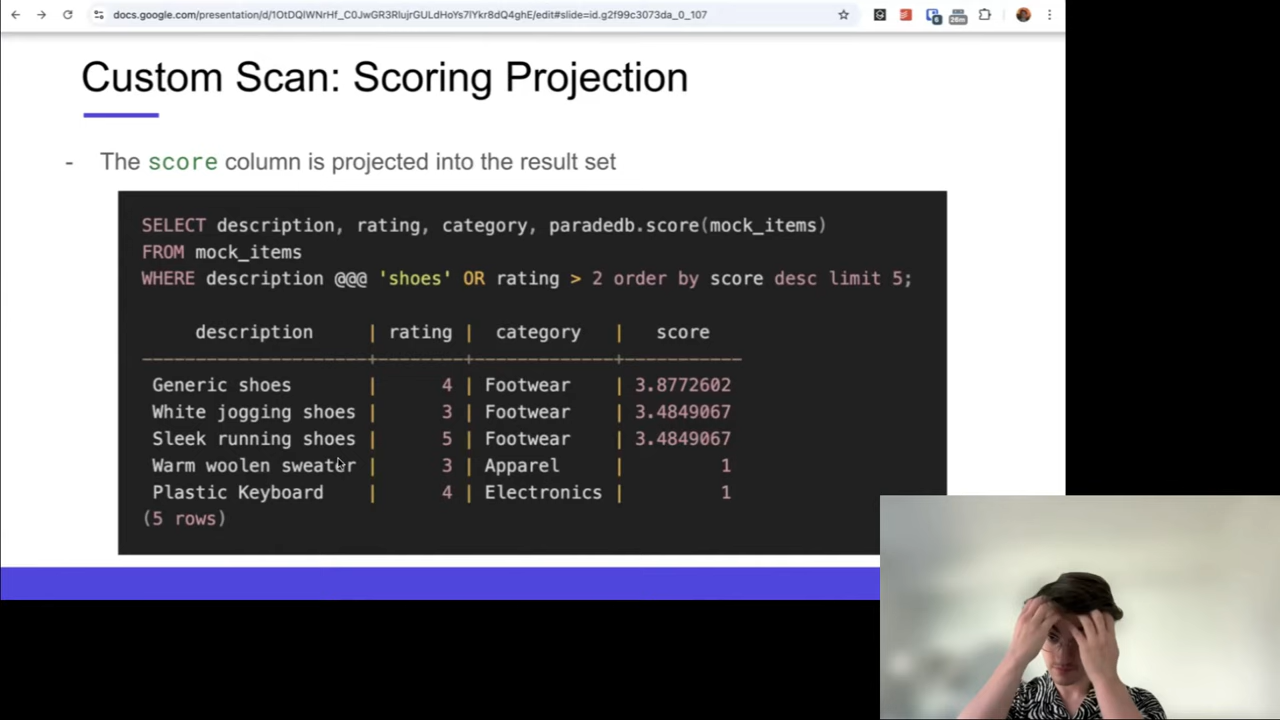 docs.google.com/presentation/d/1OtDQlWNrHf_C0JwGR3RlujrGULdHoYs7lYkr8dQ4ghE/edit#slide=id.g2f99c3073da_0_107
6
26m
Custom Scan: Scoring Projection
- The score column is projected into the result set
SELECT description, rating, category, paradedb.score(mock_items)
FROM mock_items
WHERE description @@@ 'shoes' OR rating > 2 order by score desc limit 5;
description | rating | category | score
Generic shoes | 4 | Footwear | 3.8772602
White jogging shoes | 3 | Footwear | 3.4849067
Sleek running shoes | 5 | Footwear | 3.4849067
Warm woolen sweater | 3 | Apparel | 1
Plastic Keyboard | 4 | Electronics | 1
(5 rows)